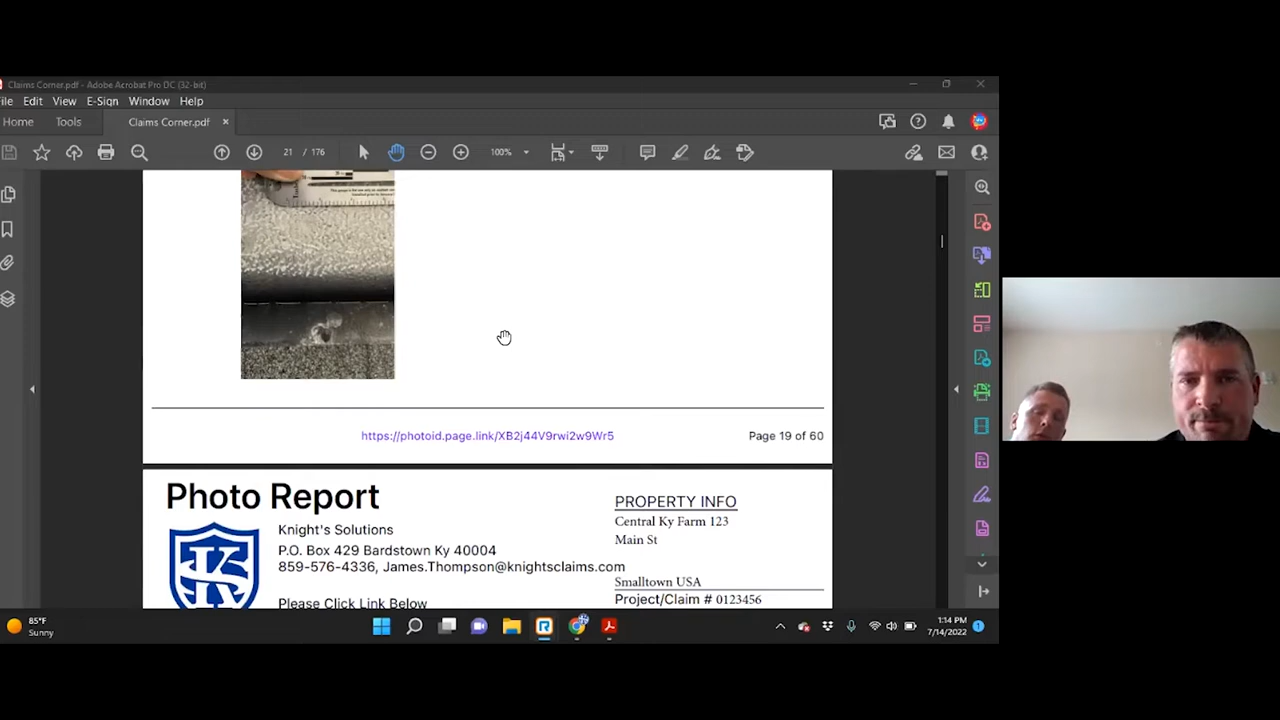 Claims Corner.pdf - Adobe Acrobat Pro DC (32-bit)
File Edit View E-Sign Window Help
Home Tools Claims Corner.pdf
21 / 176 100%
https://photoid.page.link/XB2j44V9rwi2w9Wr5 Page 19 of 60
Photo Report
PROPERTY INFO
Knight's Solutions
Central Ky Farm 123
Main St
P.O. Box 429 Bardstown Ky 40004
859-576-4336, James.Thompson@knightsclaims.com
Smalltown USA
Please Click Link Below
Project/Claim # 0123456
85°F
Sunny
1:14 PM
7/14/2022